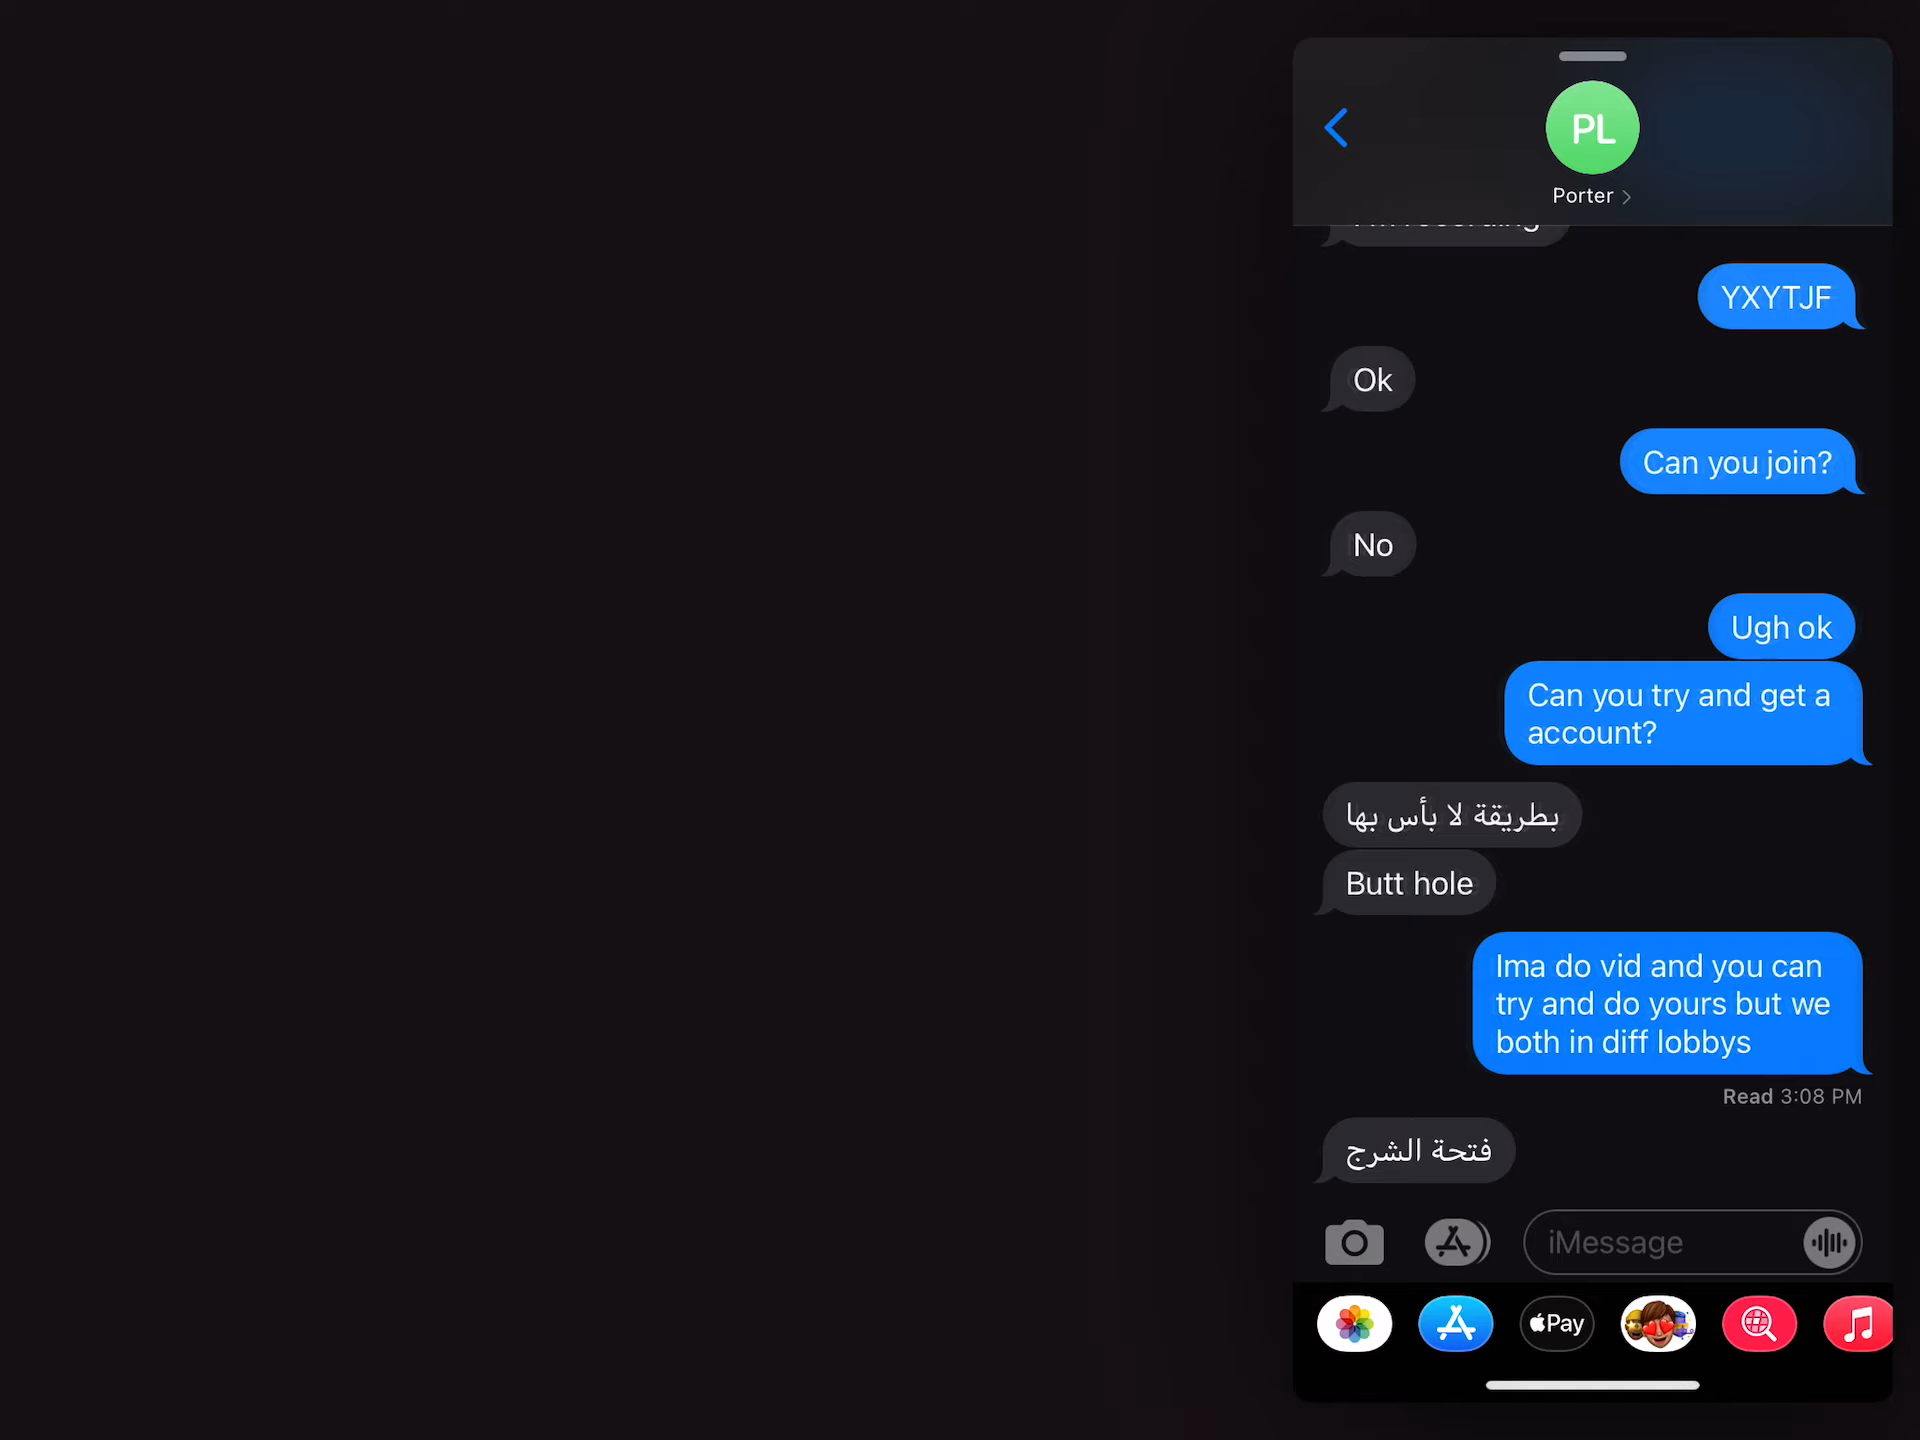 PL
Porter
I'm recording
YXYTJF
Ok
Can you join?
No
Ugh ok
Can you try and get a
account?
بطريقة لا بأس بها
Butt hole
Ima do vid and you can
try and do yours but we
both in diff lobbys
Read 3:08 PM
فتحة الشرج
iMessage
Pay